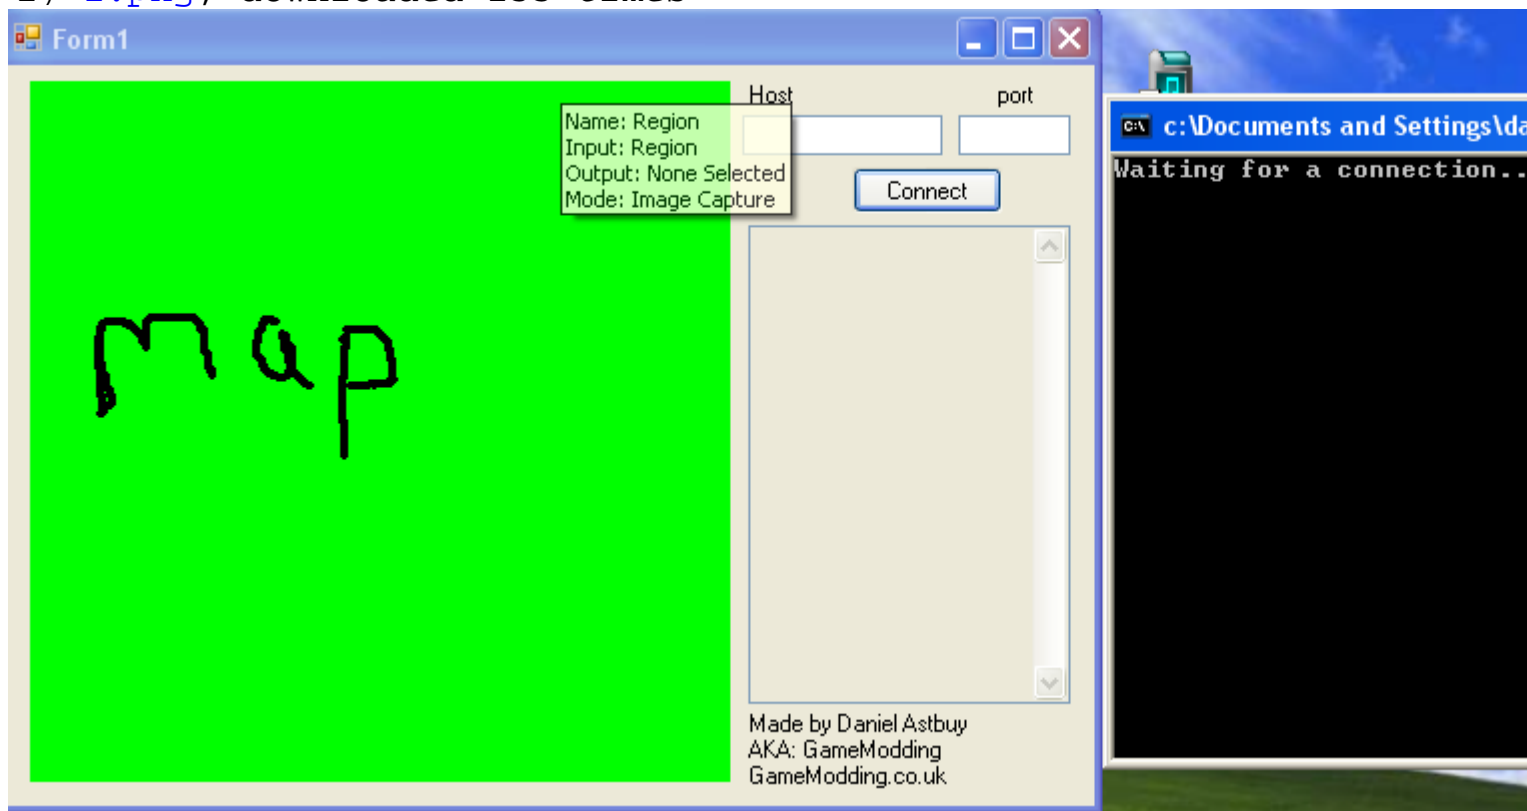 Form1
Host port
Name: Region
Input: Region
Output: None Selected
Mode: Image Capture
Connect
map
Made by Daniel Astbuy
AKA: GameModding
GameModding.co.uk
c:\Documents and Settings\da
Waiting for a connection..